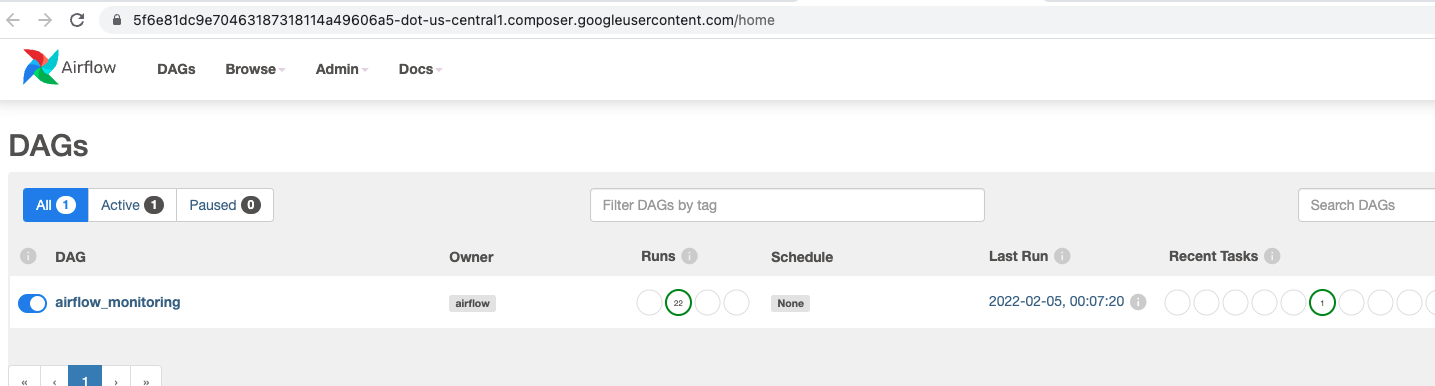 5f6e81dc9e70463187318114a49606a5-dot-us-central1.composer.googleusercontent.com/home
Airflow DAGs Browse Admin Docs
DAGs
All 1 Active 1 Paused 0 Filter DAGs by tag Search DAGs
i DAG Owner Runs i Schedule Last Run i Recent Tasks i
airflow_monitoring airflow 22 None 2022-02-05, 00:07:20 i 1
« ‹ 1 › »